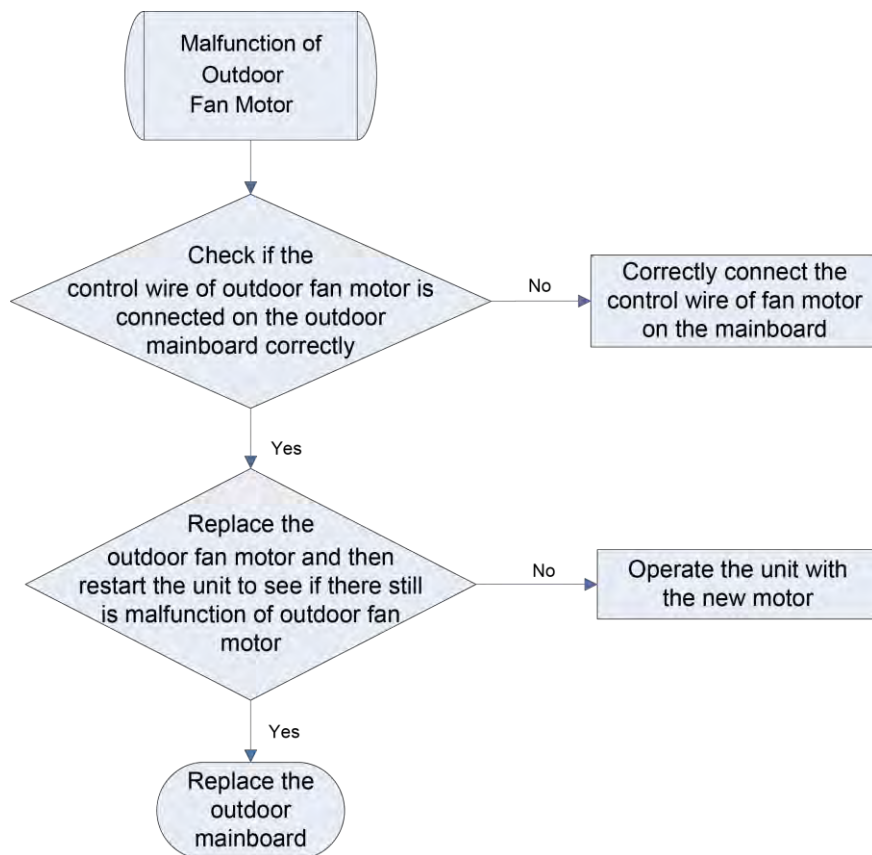 Malfunction of
Outdoor
Fan Motor
Check if the
control wire of outdoor fan motor is
connected on the outdoor
mainboard correctly
No
Correctly connect the
control wire of fan motor
on the mainboard
Yes
Replace the
outdoor fan motor and then
restart the unit to see if there still
is malfunction of outdoor fan
motor
No
Operate the unit with
the new motor
Yes
Replace the
outdoor
mainboard